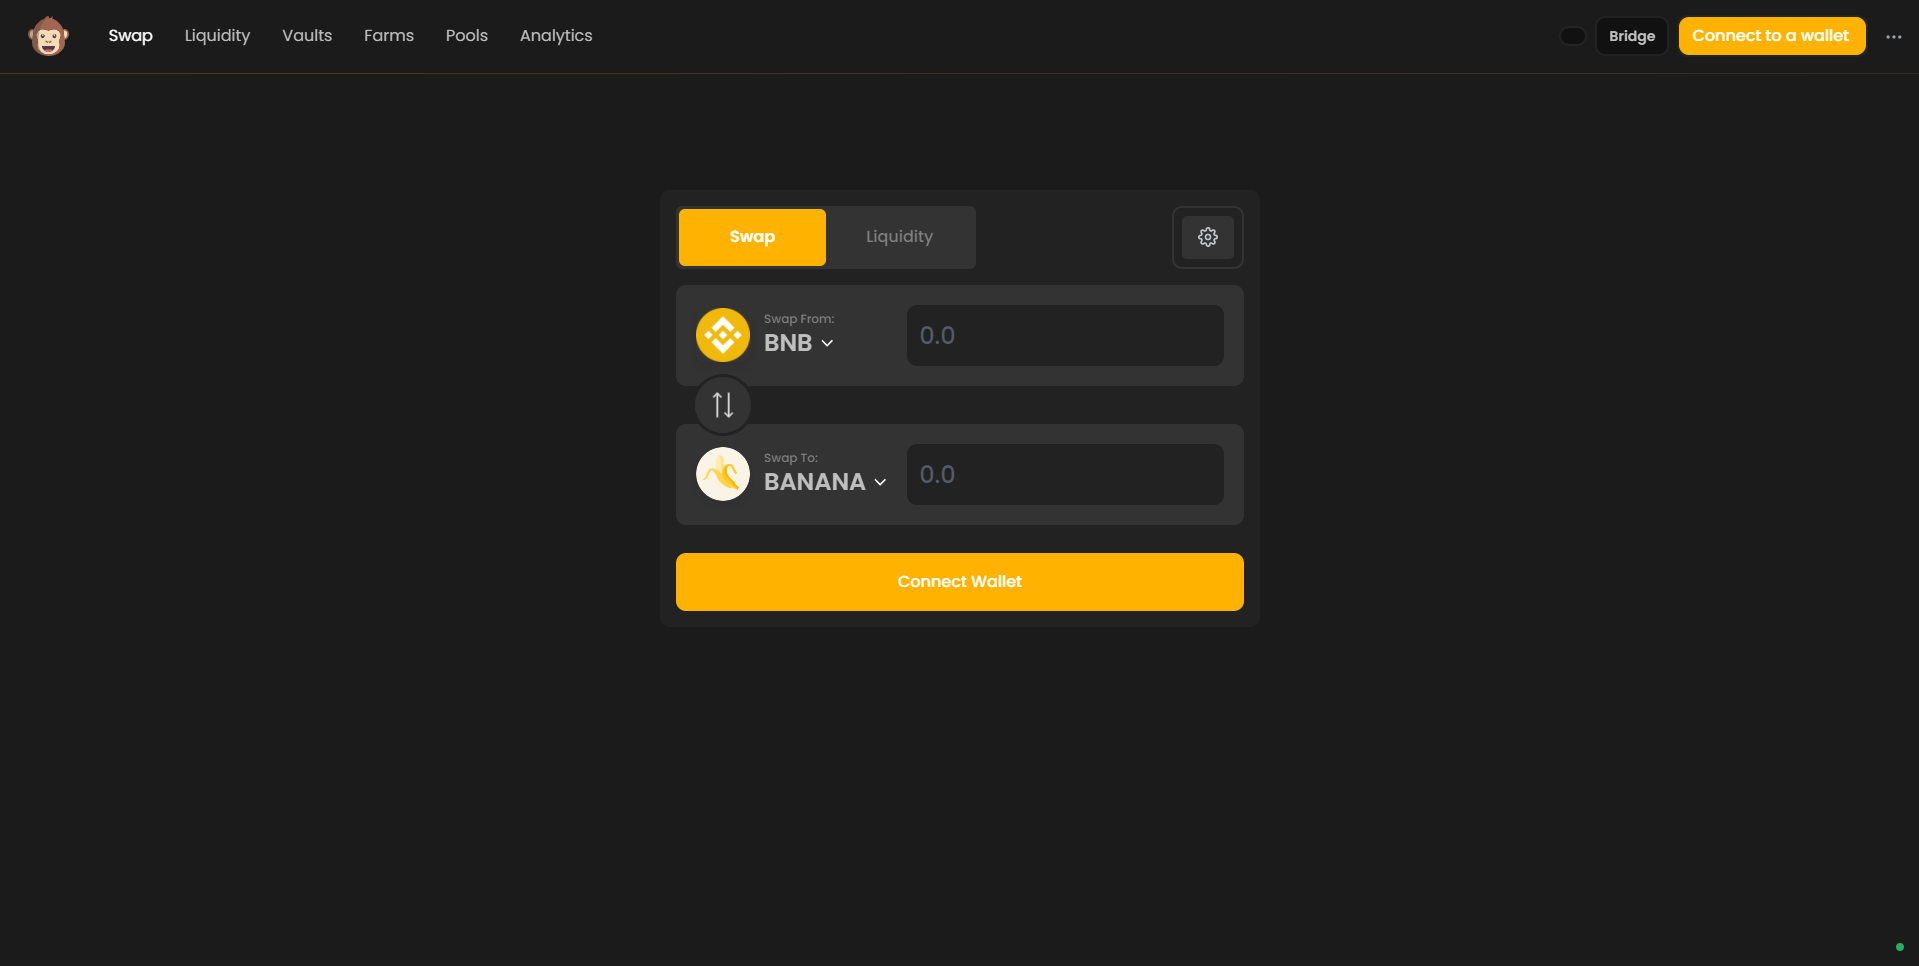 Swap Liquidity Vaults Farms Pools Analytics Bridge Connect to a wallet
Swap Liquidity
Swap From:
BNB 0.0
Swap To:
BANANA 0.0
Connect Wallet